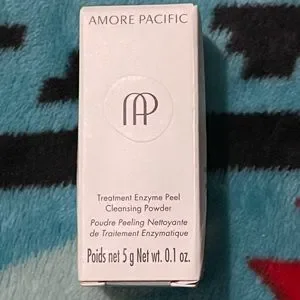 AMORE PACIFIC
AP
Treatment Enzyme Peel
Cleansing Powder
Poudre Peeling Nettoyante
de Traitement Enzymatique
Poids net 5 g Net wt. 0.1 oz.